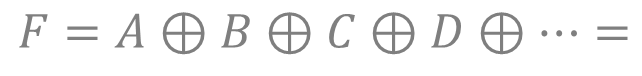 F = A ⊕ B ⊕ C ⊕ D ⊕ ⋯ =